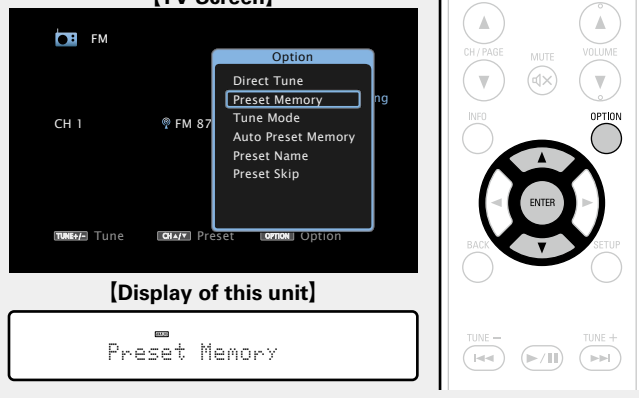 【TV Screen】
FM
Option
Direct Tune
Preset Memory
ng
Tune Mode
CH 1
FM 87
Auto Preset Memory
Preset Name
Preset Skip
TUNE+/- Tune
CH▲/▼ Preset
OPTION Option
【Display of this unit】
Preset Memory
CH / PAGE
MUTE
VOLUME
INFO
OPTION
ENTER
BACK
SETUP
TUNE –
TUNE +